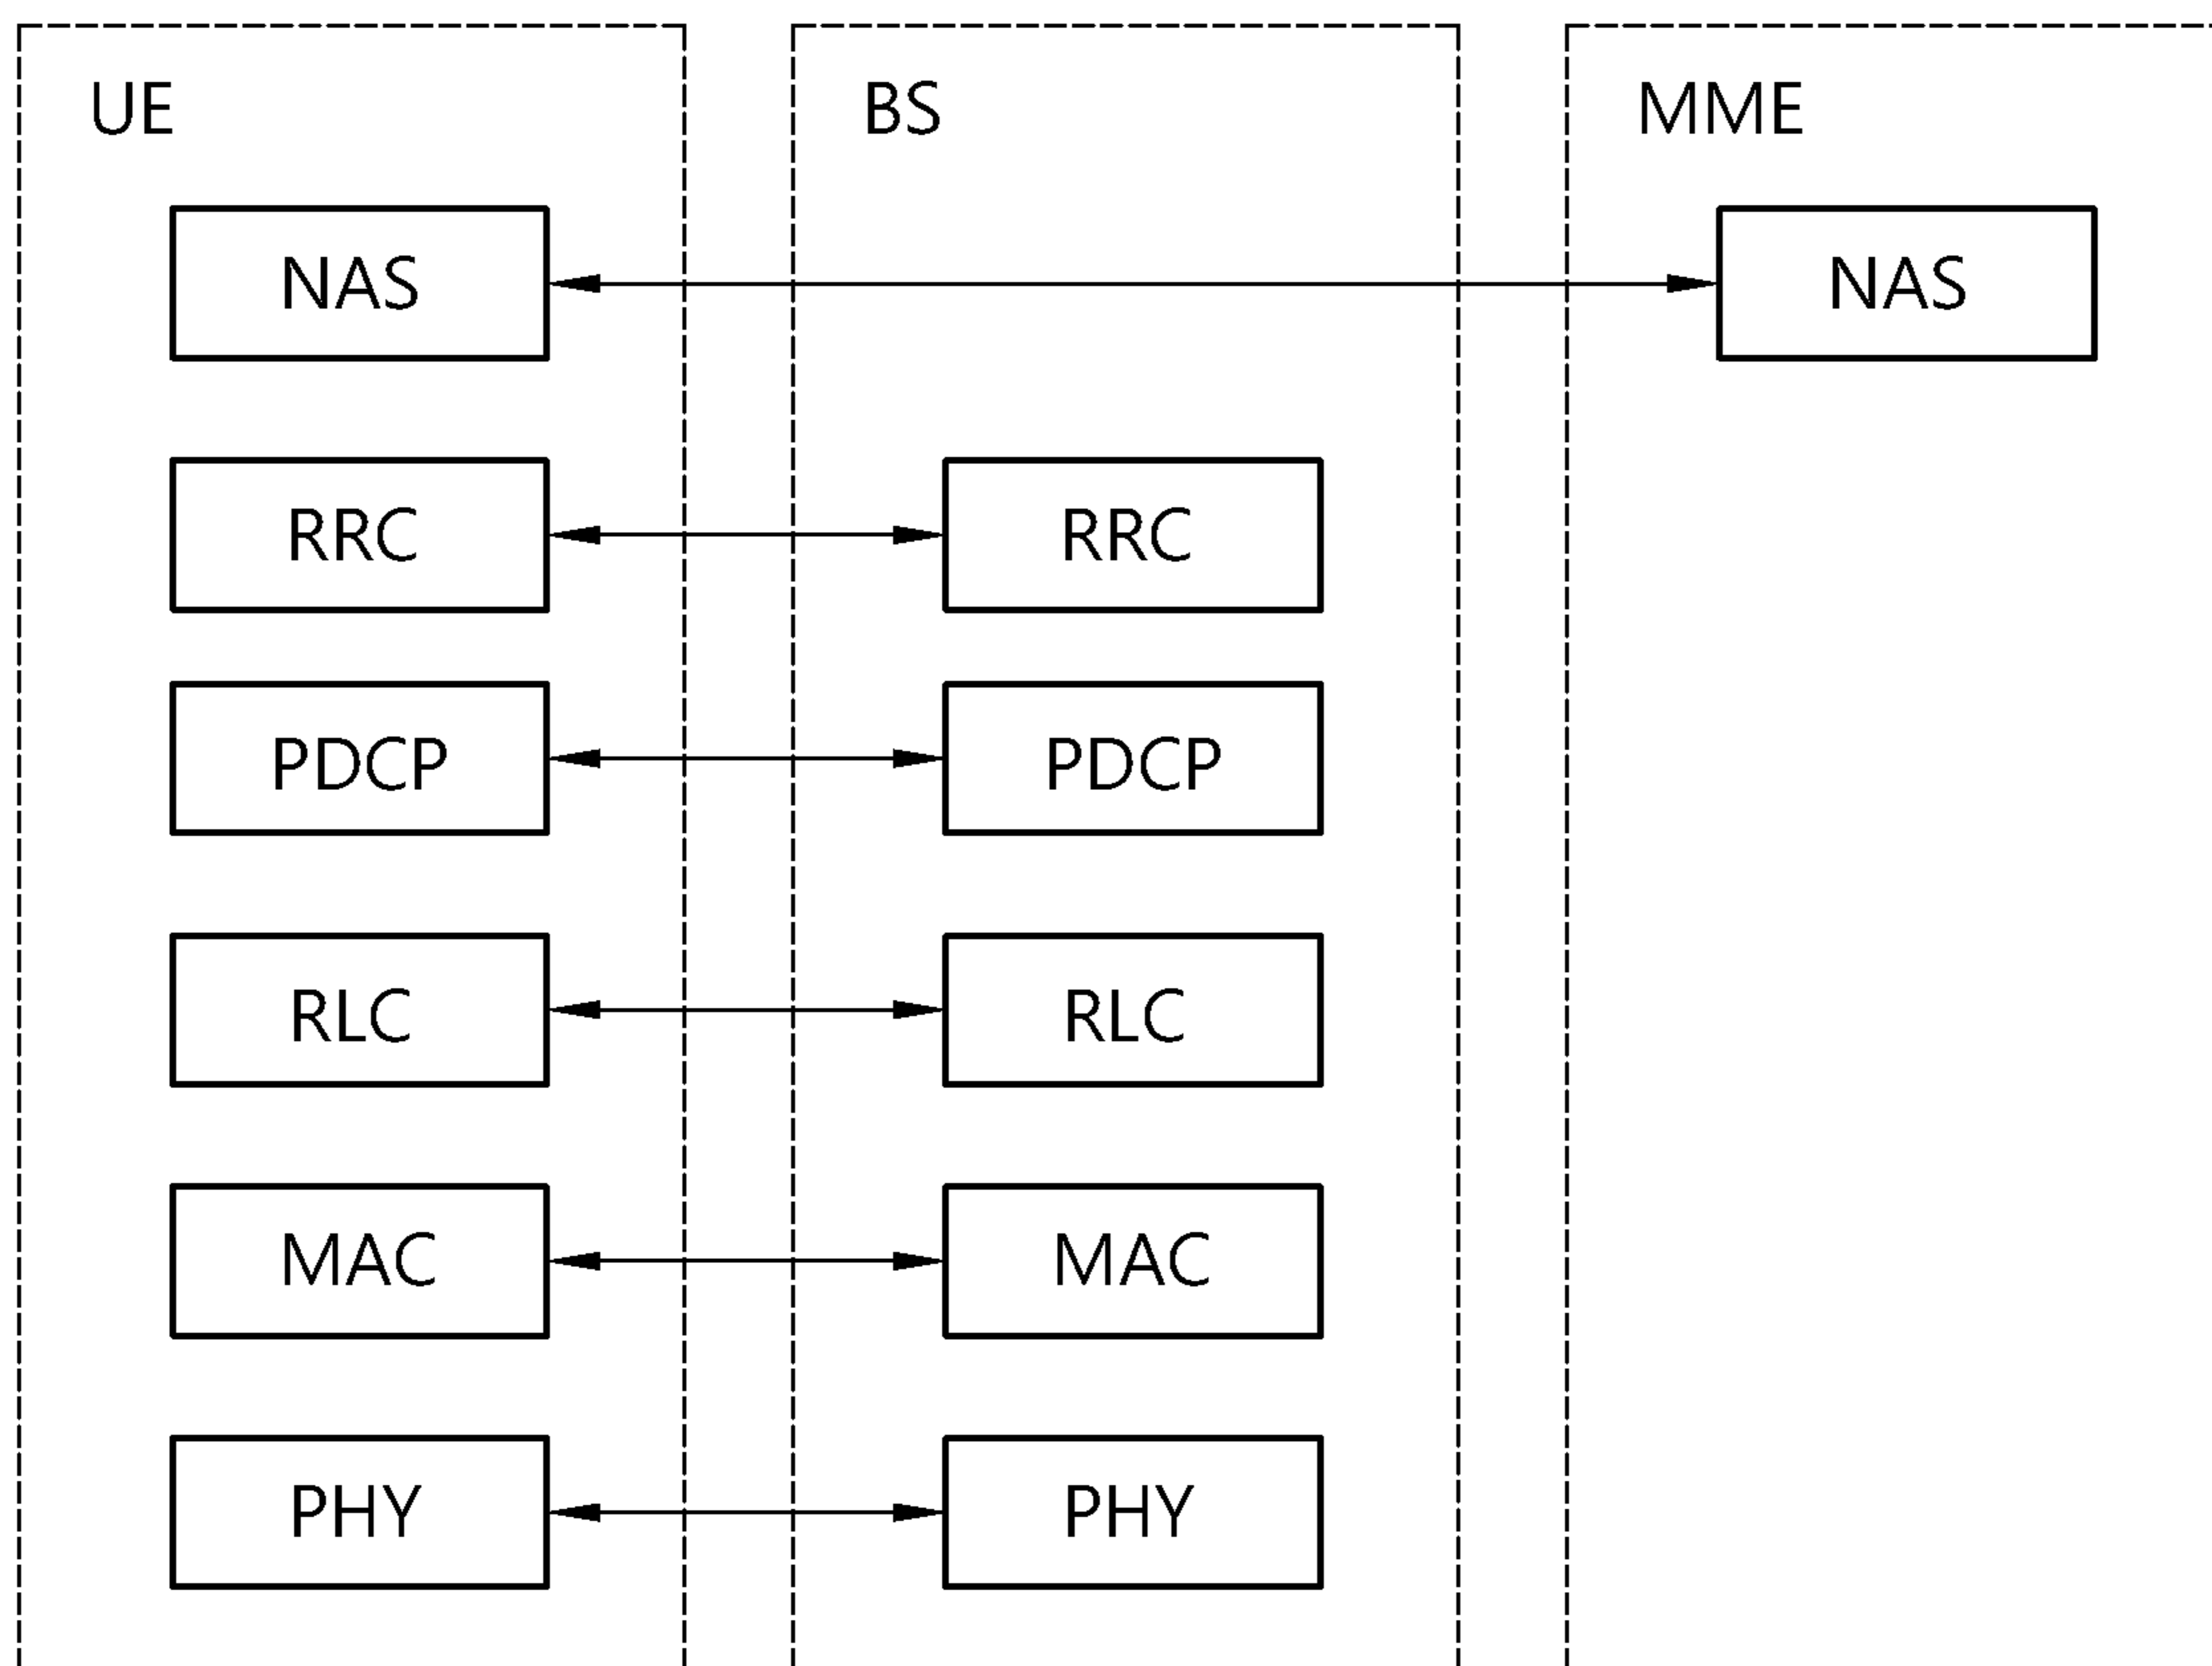 UE BS MME
NAS NAS
RRC RRC
PDCP PDCP
RLC RLC
MAC MAC
PHY PHY